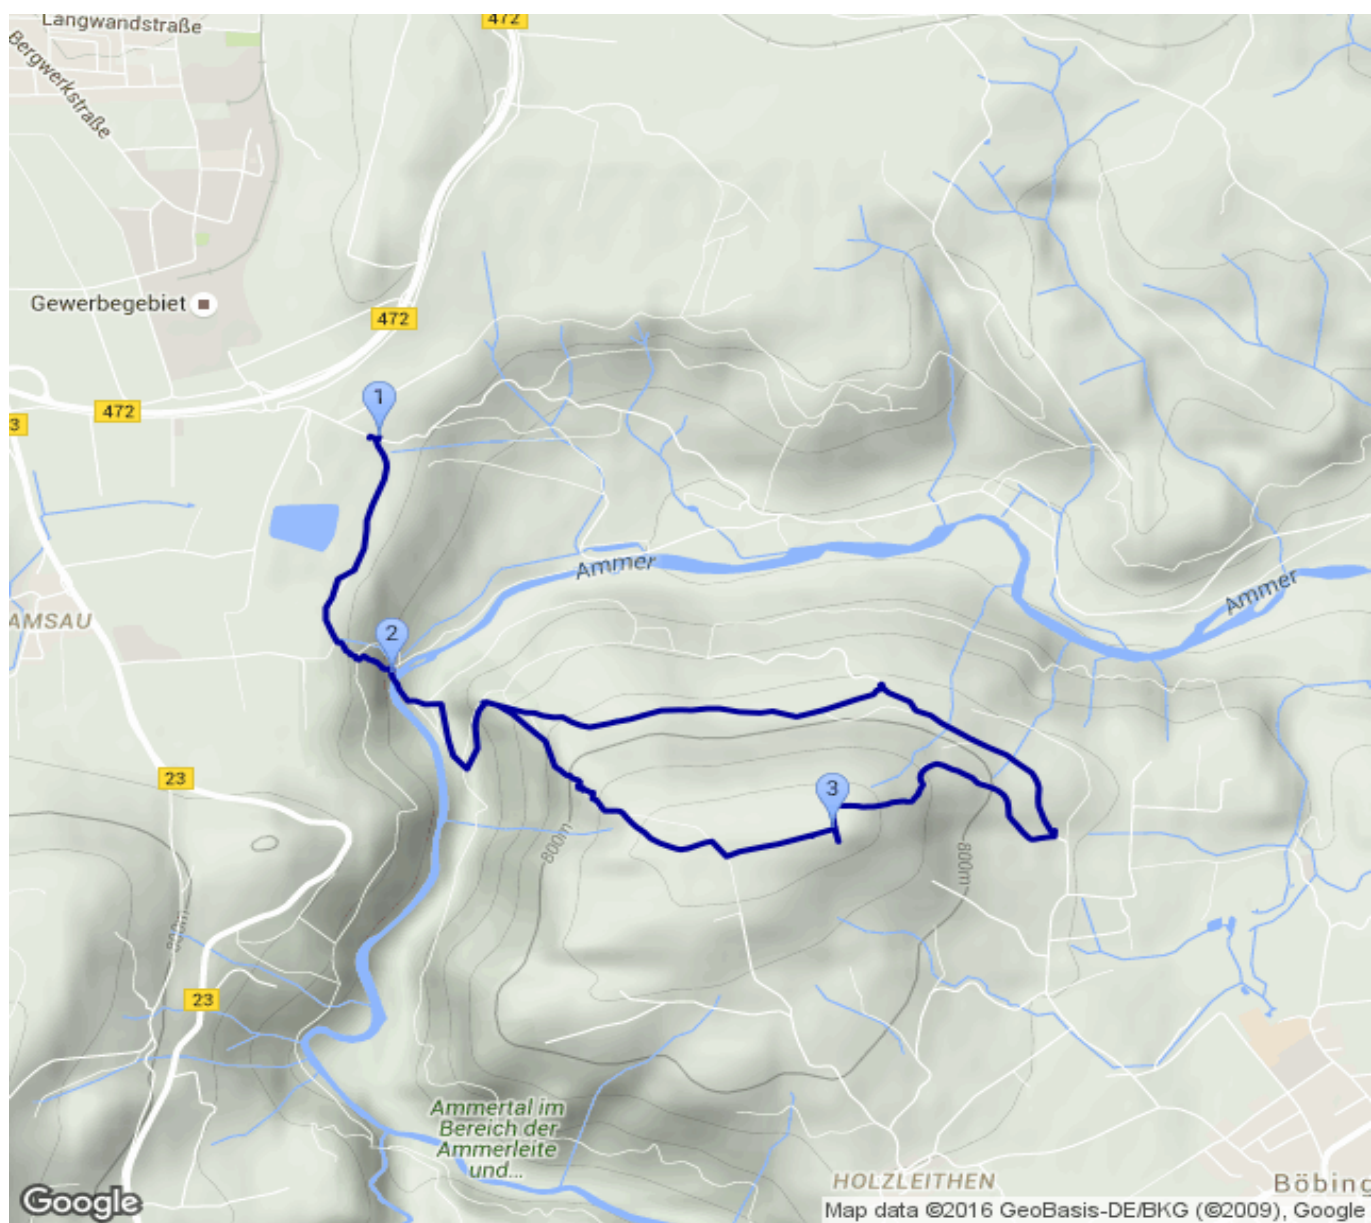 472
Langwandstraße
Bergwerkstraße
Gewerbegebiet
472
1
472
3
Ammer
Ammer
AMSAU
2
23
3
800m
800m
800m
23
Ammertal im
Bereich der
Ammerleite
und...
HOLZLEITHEN
Böbing
Google
Map data ©2016 GeoBasis-DE/BKG (©2009), Google